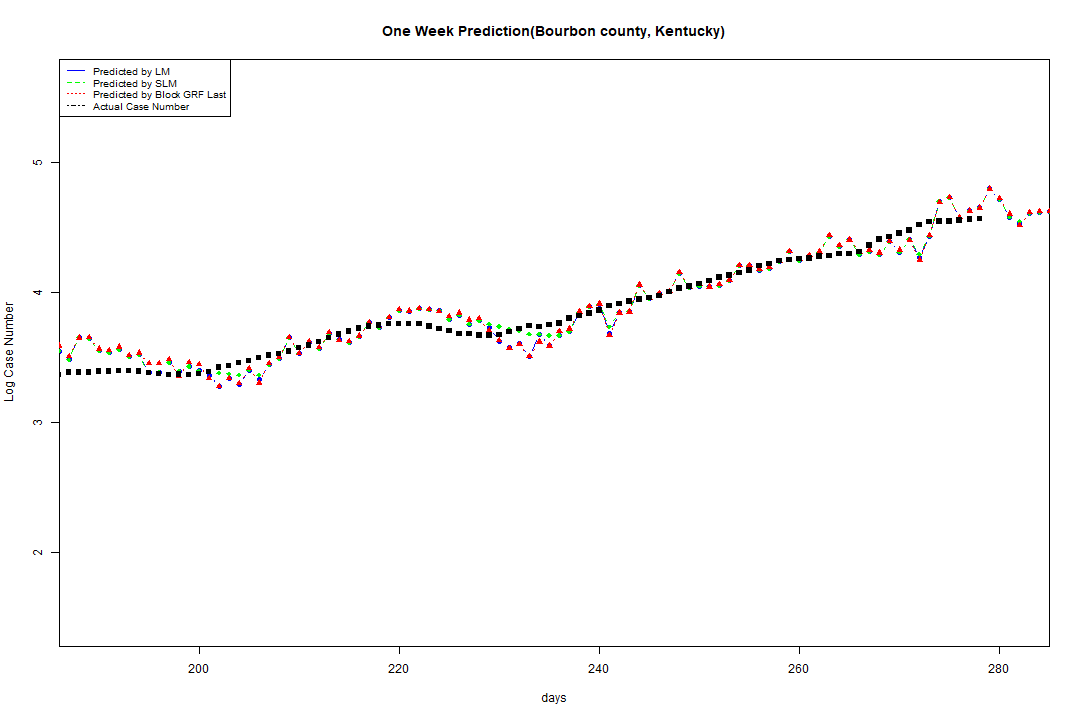 One Week Prediction(Bourbon county, Kentucky)
Predicted by LM
Predicted by SLM
Predicted by Block GRF Last
Actual Case Number
Log Case Number
5
4
3
2
200 220 240 260 280
days